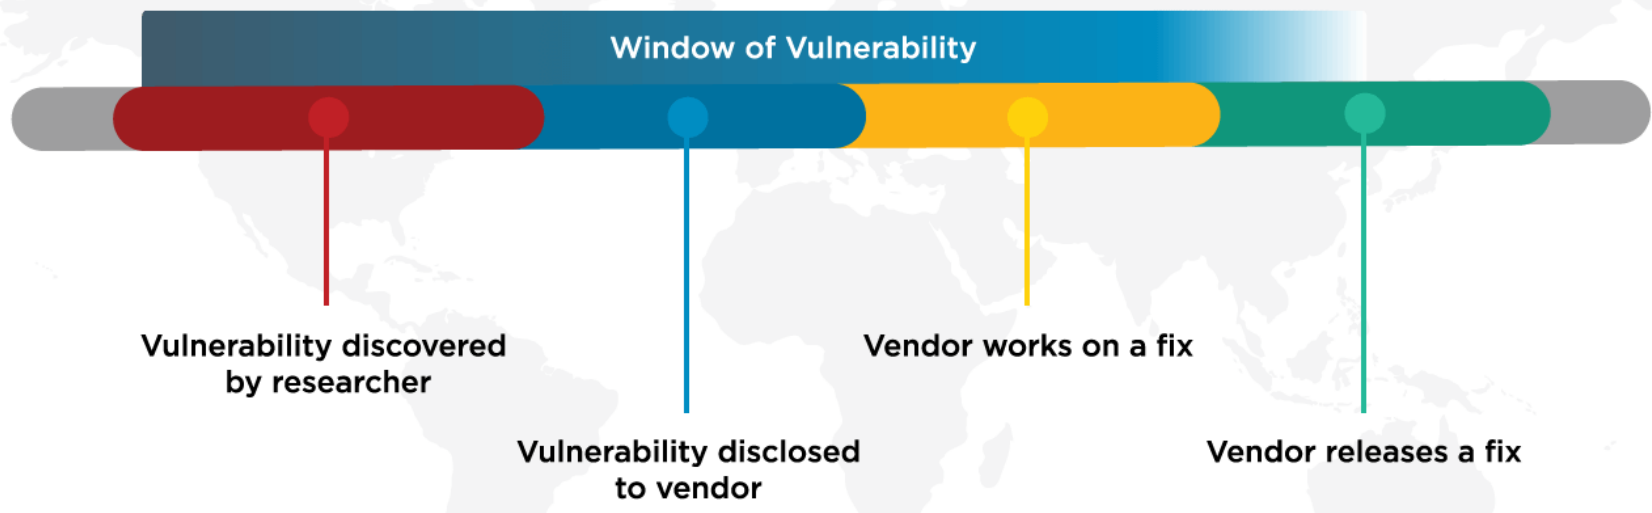 Window of Vulnerability
Vulnerability discovered
by researcher
Vulnerability disclosed
to vendor
Vendor works on a fix
Vendor releases a fix